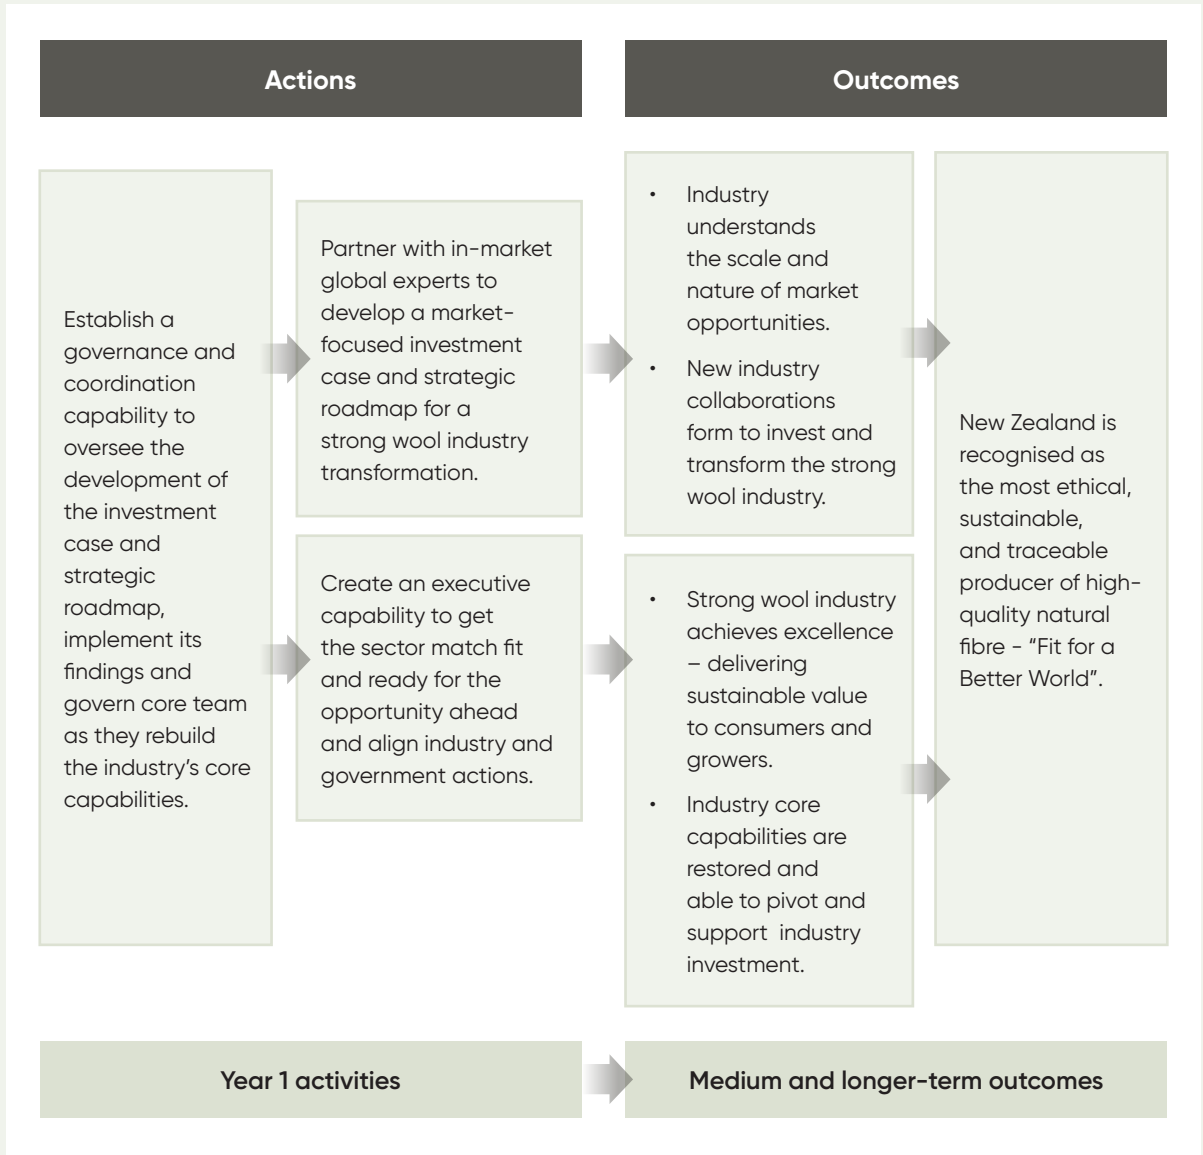 Actions
Outcomes
Establish a
governance and
coordination
capability to
oversee the
development of
the investment
case and
strategic
roadmap,
implement its
findings and
govern core team
as they rebuild
the industry's core
capabilities.
Partner with in-market
global experts to
develop a market-
focused investment
case and strategic
roadmap for a
strong wool industry
transformation.
Create an executive
capability to get
the sector match fit
and ready for the
opportunity ahead
and align industry and
government actions.
• Industry
understands
the scale and
nature of market
opportunities.
• New industry
collaborations
form to invest and
transform the strong
wool industry.
• Strong wool industry
achieves excellence
– delivering
sustainable value
to consumers and
growers.
• Industry core
capabilities are
restored and
able to pivot and
support  industry
investment.
New Zealand is
recognised as
the most ethical,
sustainable,
and traceable
producer of high-
quality natural
fibre - “Fit for a
Better World”.
Year 1 activities
Medium and longer-term outcomes